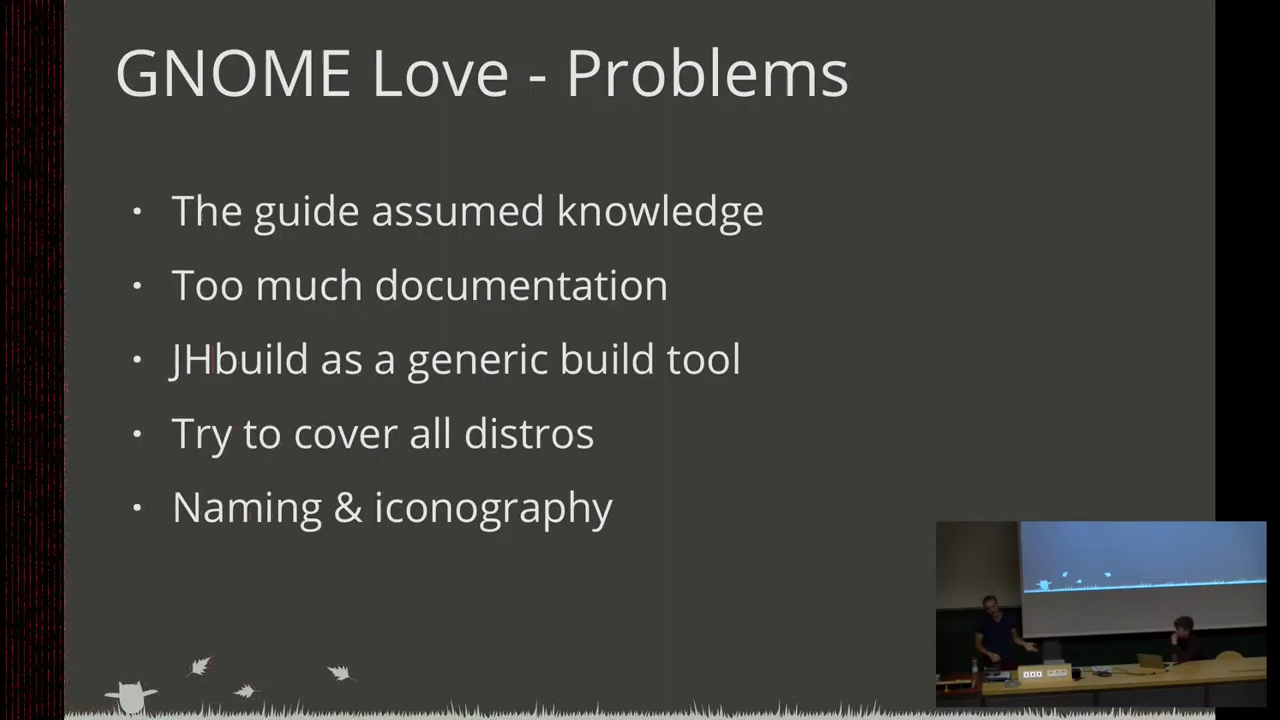 GNOME Love - Problems
• The guide assumed knowledge
• Too much documentation
• JHbuild as a generic build tool
• Try to cover all distros
• Naming & iconography